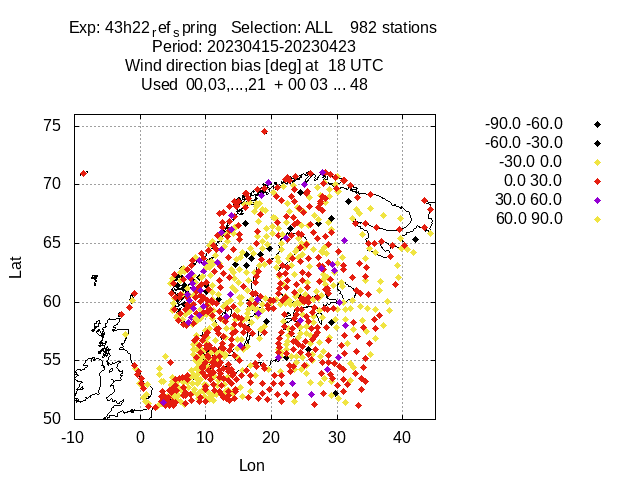 Exp: 43h22ref spring Selection: ALL 982 stations
Period: 20230415-20230423
Wind direction bias [deg] at 18 UTC
Used 00,03,...,21 + 00 03 ... 48
-90.0 -60.0
-60.0 -30.0
-30.0 0.0
0.0 30.0
30.0 60.0
60.0 90.0
75
70
65
60
55
50
Lat
-10 0 10 20 30 40
Lon